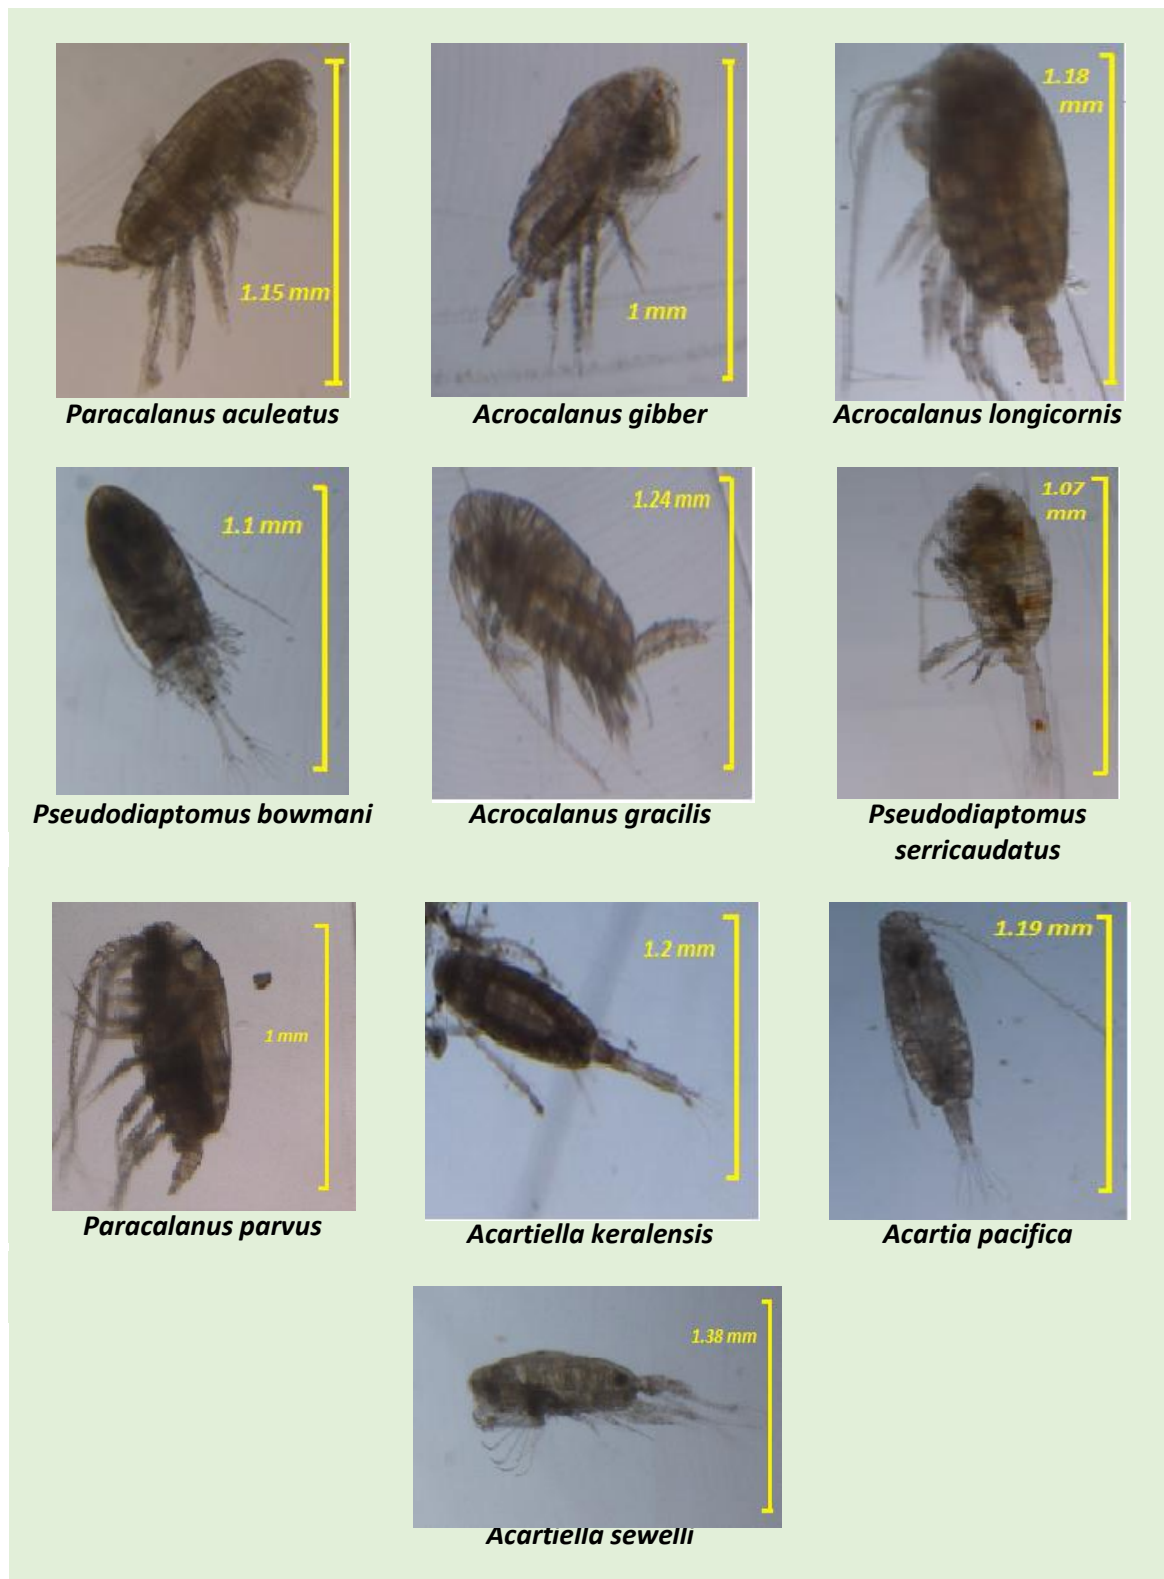 1.15 mm
1 mm
1.18
mm
Paracalanus aculeatus
Acrocalanus gibber
Acrocalanus longicornis
1.1 mm
1.24 mm
1.07
mm
Pseudodiaptomus bowmani
Acrocalanus gracilis
Pseudodiaptomus
serricaudatus
1 mm
1.2 mm
1.19 mm
Paracalanus parvus
Acartiella keralensis
Acartia pacifica
1.38 mm
Acartiella sewelli